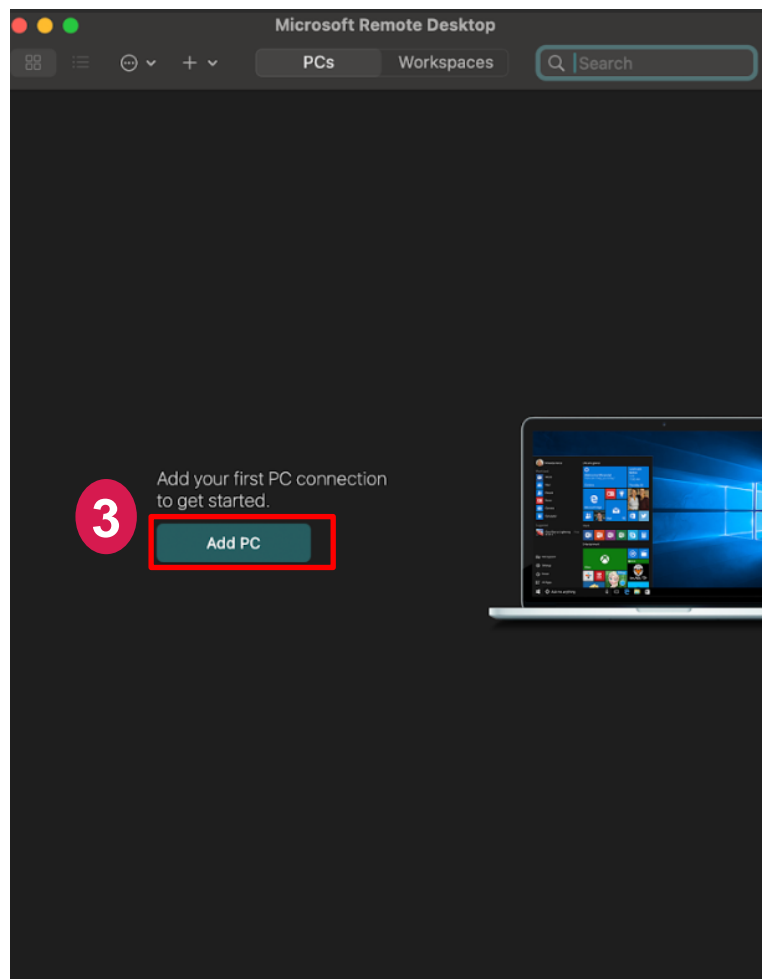 Microsoft Remote Desktop
PCs
Workspaces
Search
Add your first PC connection
to get started.
3
Add PC